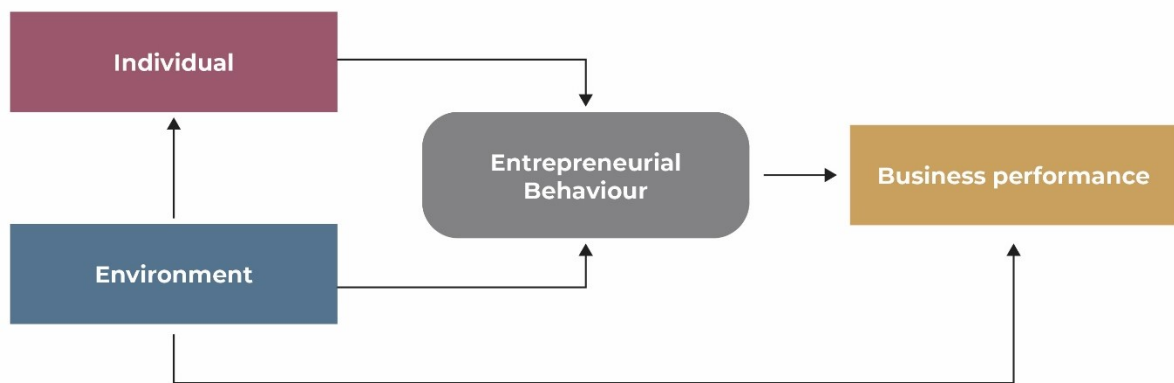 Individual
Entrepreneurial
Behaviour
Business performance
Environment